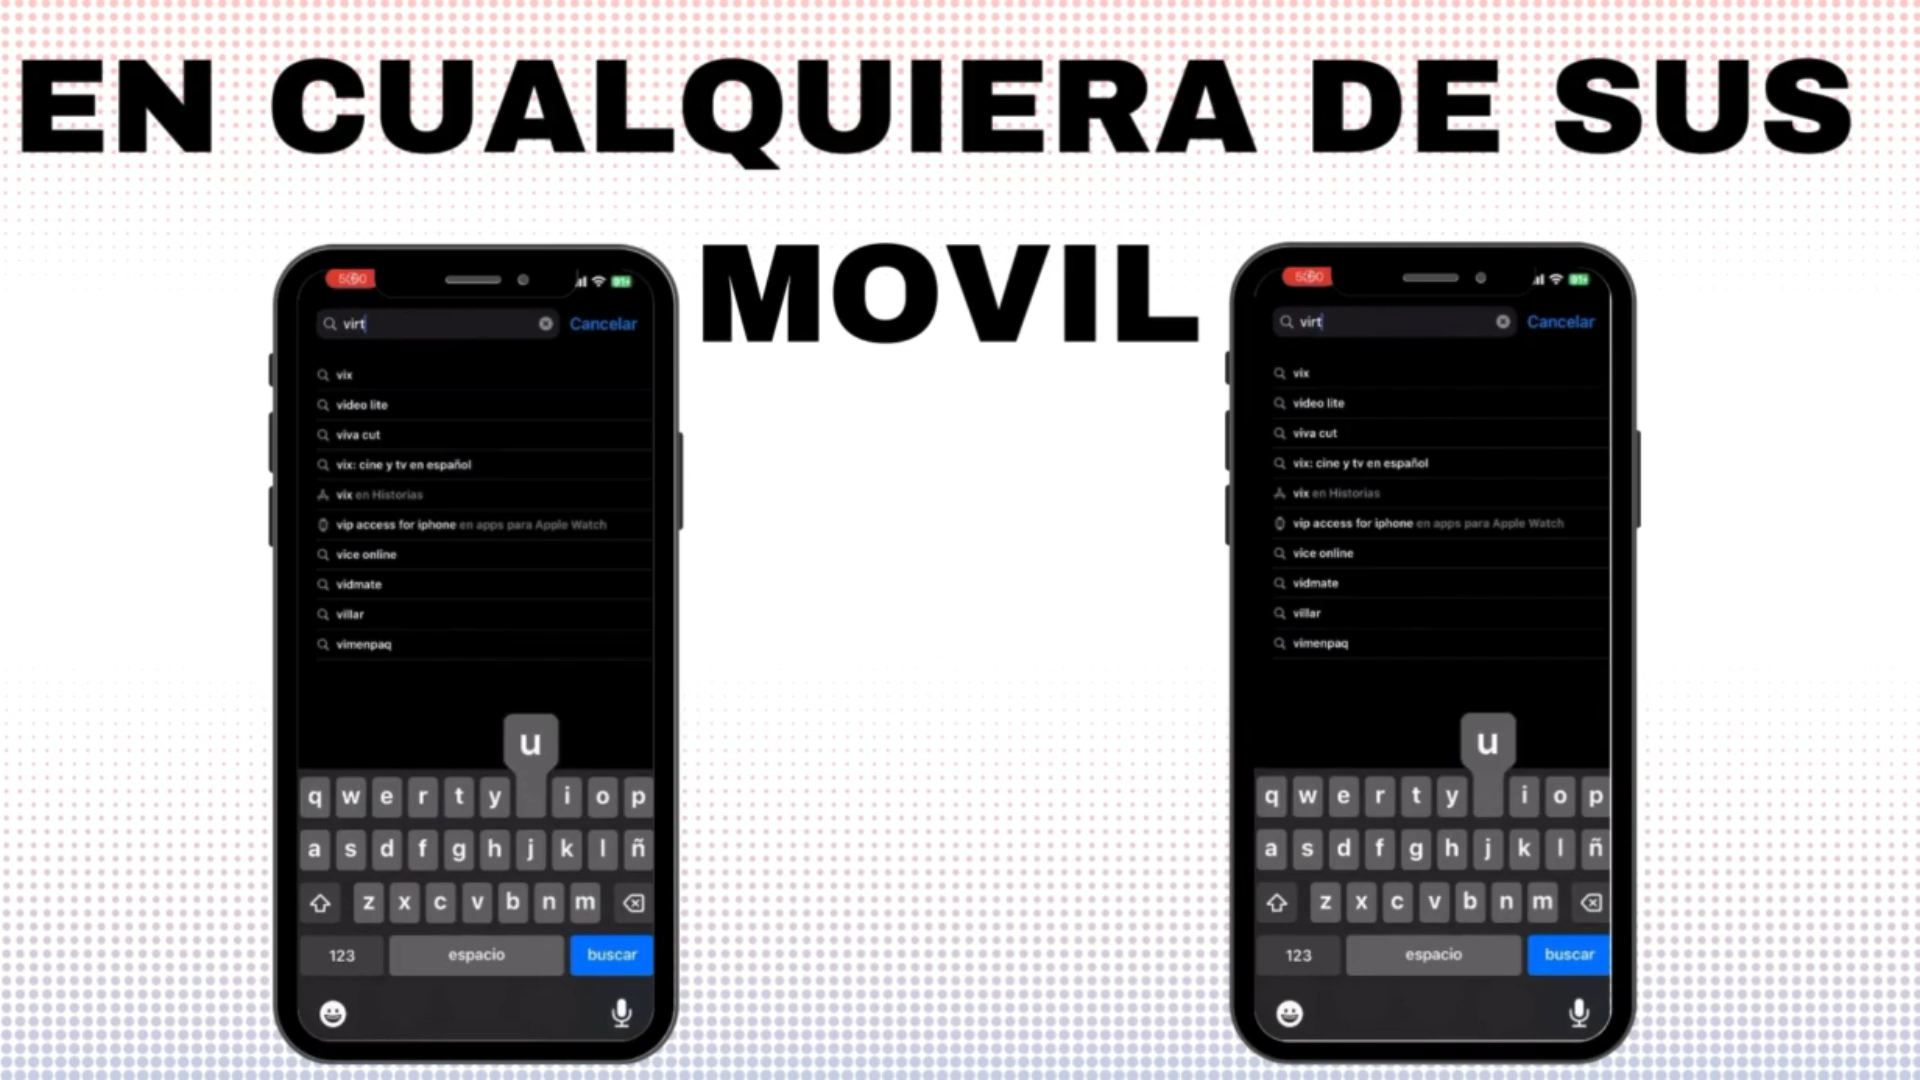 EN CUALQUIERA DE SUS
MOVIL
virt
Cancelar
vix
video lite
viva cut
vix: cine y tv en español
vix en Historias
vip access for iphone en apps para Apple Watch
vice online
vidmate
villar
vimenpaq
u
q w e r t y i o p
a s d f g h j k l ñ
z x c v b n m
123 espacio buscar
virt
Cancelar
vix
video lite
viva cut
vix: cine y tv en español
vix en Historias
vip access for iphone en apps para Apple Watch
vice online
vidmate
villar
vimenpaq
u
q w e r t y i o p
a s d f g h j k l ñ
z x c v b n m
123 espacio buscar